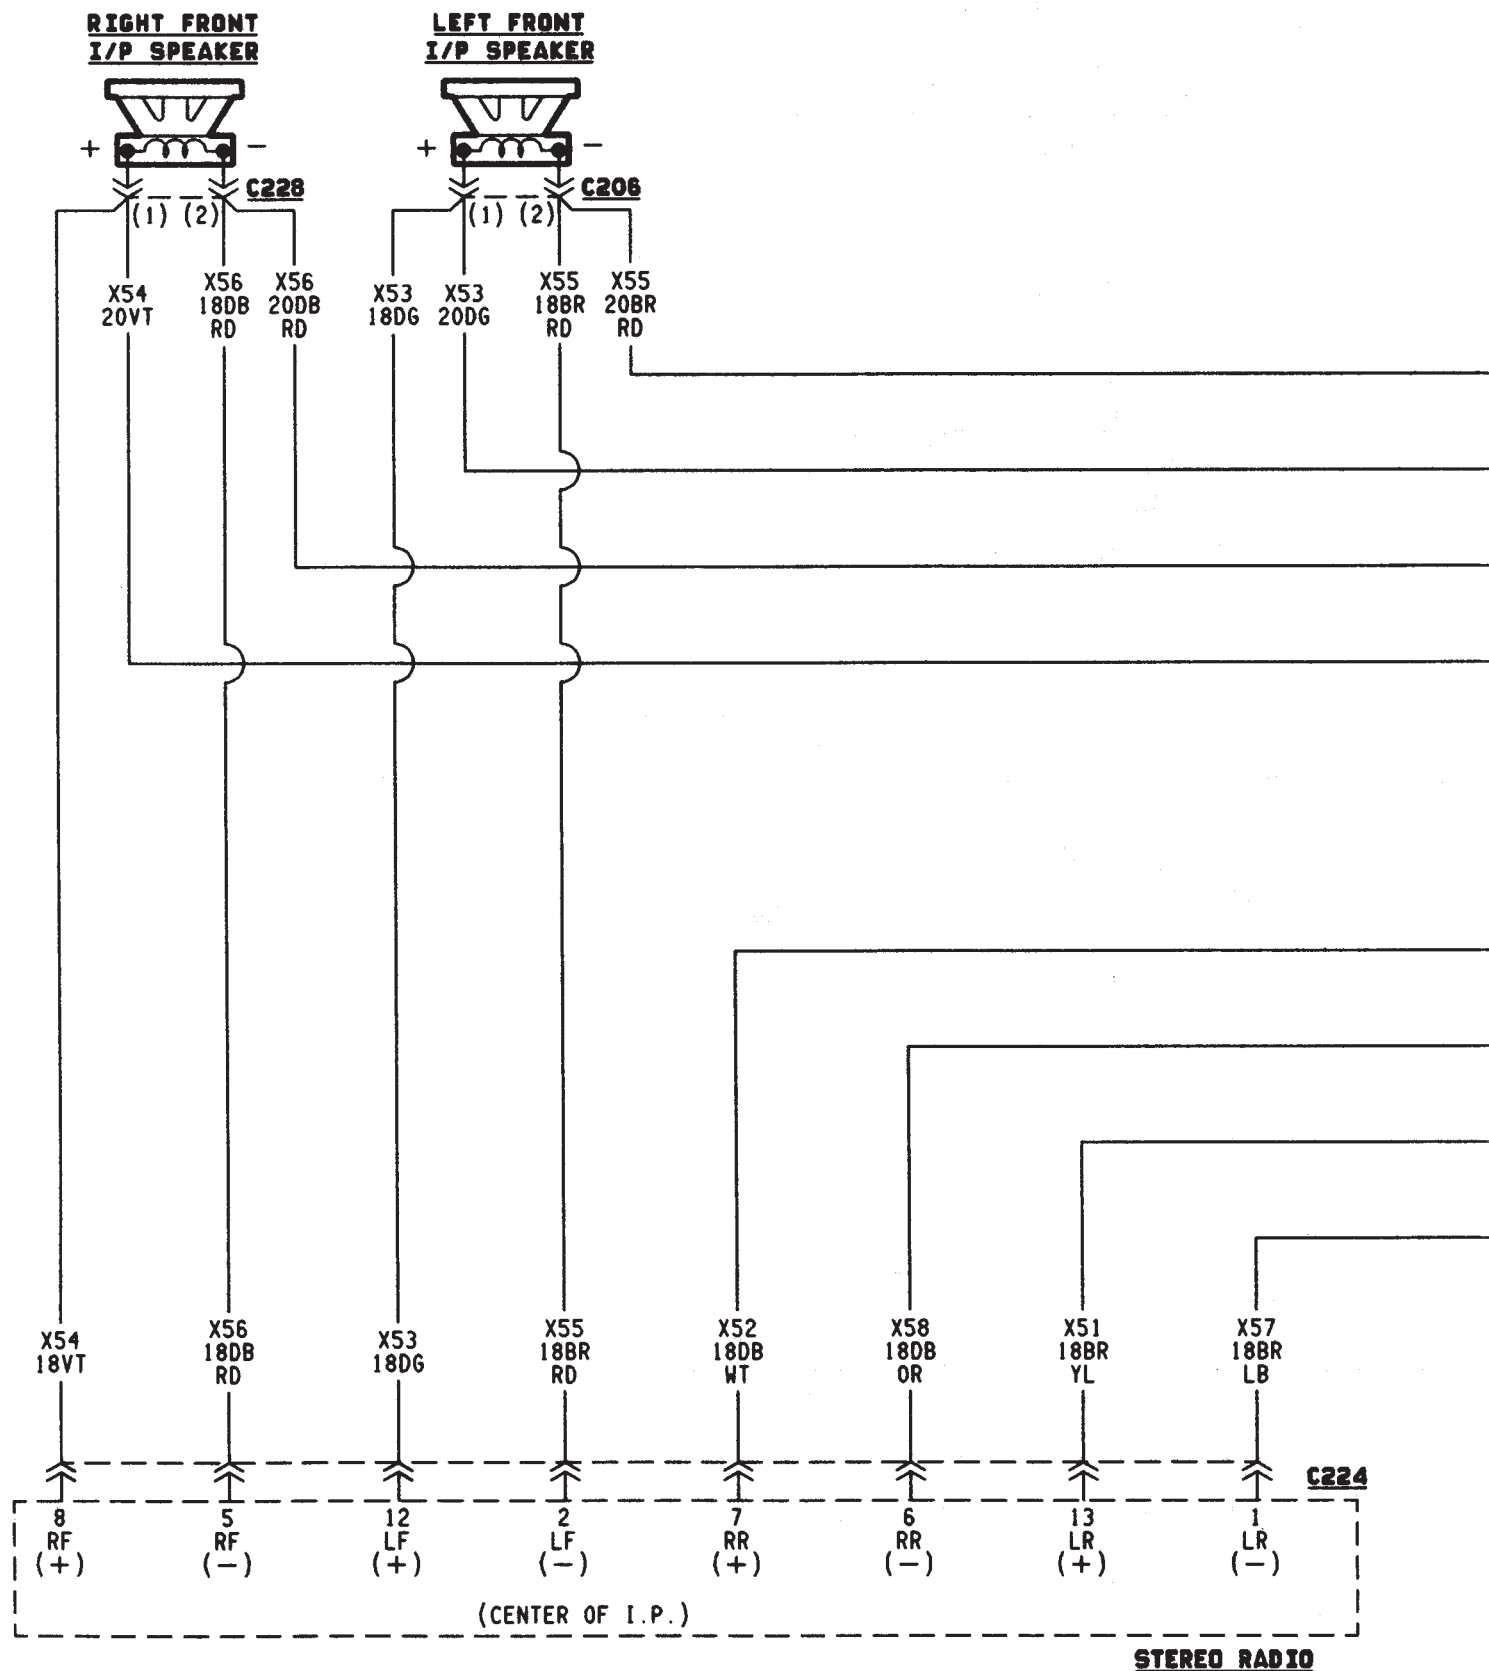 RIGHT FRONT
I/P SPEAKER
LEFT FRONT
I/P SPEAKER
+
-
+
-
C228
C206
(1) (2)
(1) (2)
X54
20VT
X56
18DB
RD
X56
20DB
RD
X53
18DG
X53
20DG
X55
18BR
RD
X55
20BR
RD
X54
18VT
X56
18DB
RD
X53
18DG
X55
18BR
RD
X52
18DB
WT
X58
18DB
OR
X51
18BR
YL
X57
18BR
LB
C224
8
RF
(+)
5
RF
(-)
12
LF
(+)
2
LF
(-)
7
RR
(+)
6
RR
(-)
13
LR
(+)
1
LR
(-)
(CENTER OF I.P.)
STEREO RADIO